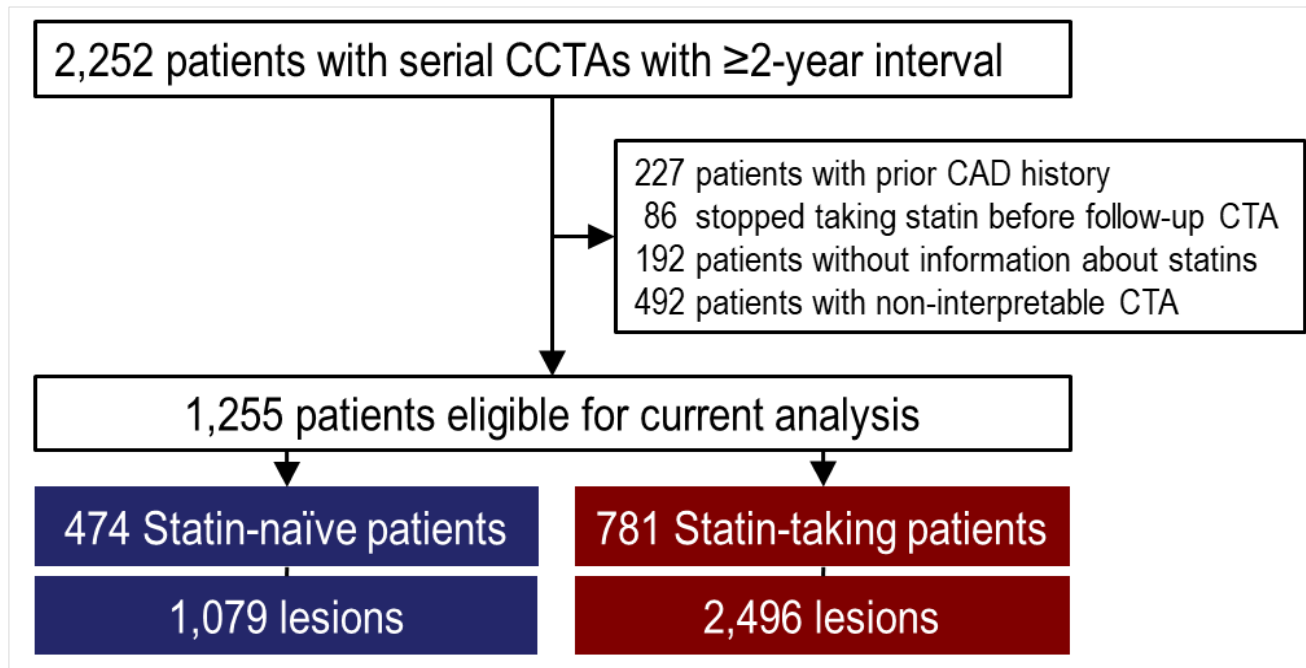 2,252 patients with serial CCTAs with ≥2-year interval
227 patients with prior CAD history
86 stopped taking statin before follow-up CTA
192 patients without information about statins
492 patients with non-interpretable CTA
1,255 patients eligible for current analysis
474 Statin-naïve patients
781 Statin-taking patients
1,079 lesions
2,496 lesions